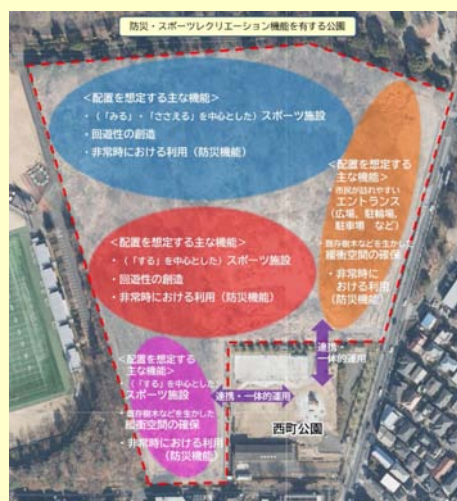 防災・スポーツレクリエーション機能を有する公園
<配置を想定する主な機能>
・（「みる」・「ささえる」を中心とした）スポーツ施設
・回遊性の創造
・非常時における利用（防災機能）
<配置を想定する
主な機能>
・市民が訪れやすい
エントランス
（広場、駐輪場、
駐車場 など）
・既存樹木などを生かした
緩衝空間の確保
・非常時に
おける利用
（防災機能）
<配置を想定する主な機能>
・（「する」を中心とした）スポーツ施設
・回遊性の創造
・非常時における利用（防災機能）
連携・
一体的運用
<配置を想定する
主な機能>
・（「する」を中心とした）
スポーツ施設
・既存樹木などを生かした
緩衝空間の確保
・非常時における利用
（防災機能）
連携・一体的運用
西町公園